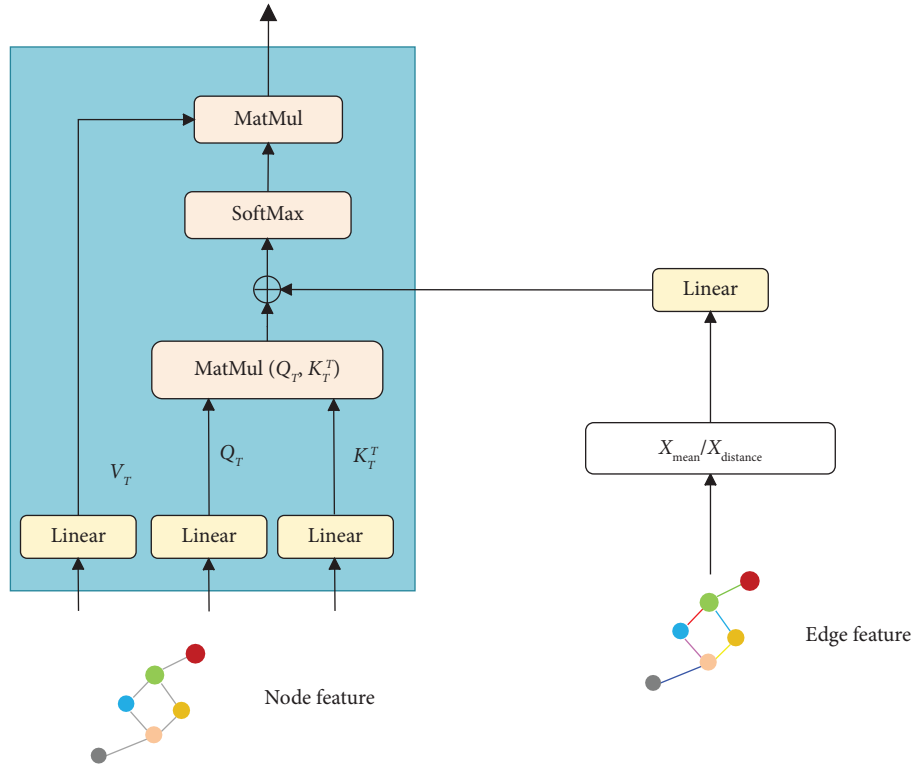 MatMul
SoftMax
Linear
MatMul (Q_T, K_T^T)
X_mean/X_distance
Q_T
K_T^T
V_T
Linear
Linear
Linear
Edge feature
Node feature